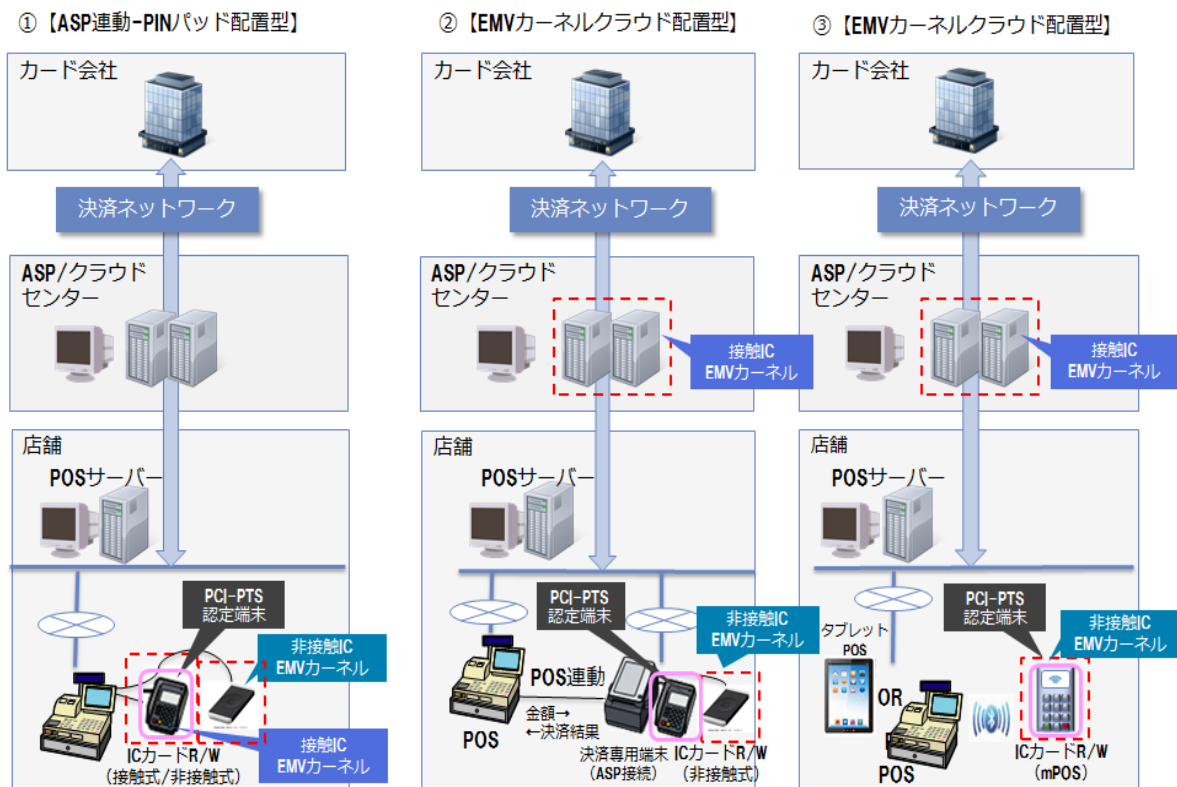 ①【ASP連動-PINパッド配置型】
カード会社
決済ネットワーク
ASP/クラウド
センター
店舗
POSサーバー
PCI-PTS
認定端末
非接触IC
EMVカーネル
ICカードR/W
(接触式/非接触式)
接触IC
EMVカーネル
②【EMVカーネルクラウド配置型】
カード会社
決済ネットワーク
ASP/クラウド
センター
接触IC
EMVカーネル
店舗
POSサーバー
PCI-PTS
認定端末
非接触IC
EMVカーネル
POS連動
金額→
←決済結果
POS
決済専用端末
(ASP接続)
ICカードR/W
(非接触式)
③【EMVカーネルクラウド配置型】
カード会社
決済ネットワーク
ASP/クラウド
センター
接触IC
EMVカーネル
店舗
POSサーバー
PCI-PTS
認定端末
非接触IC
EMVカーネル
タブレット
POS
OR
POS
ICカードR/W
(mPOS)